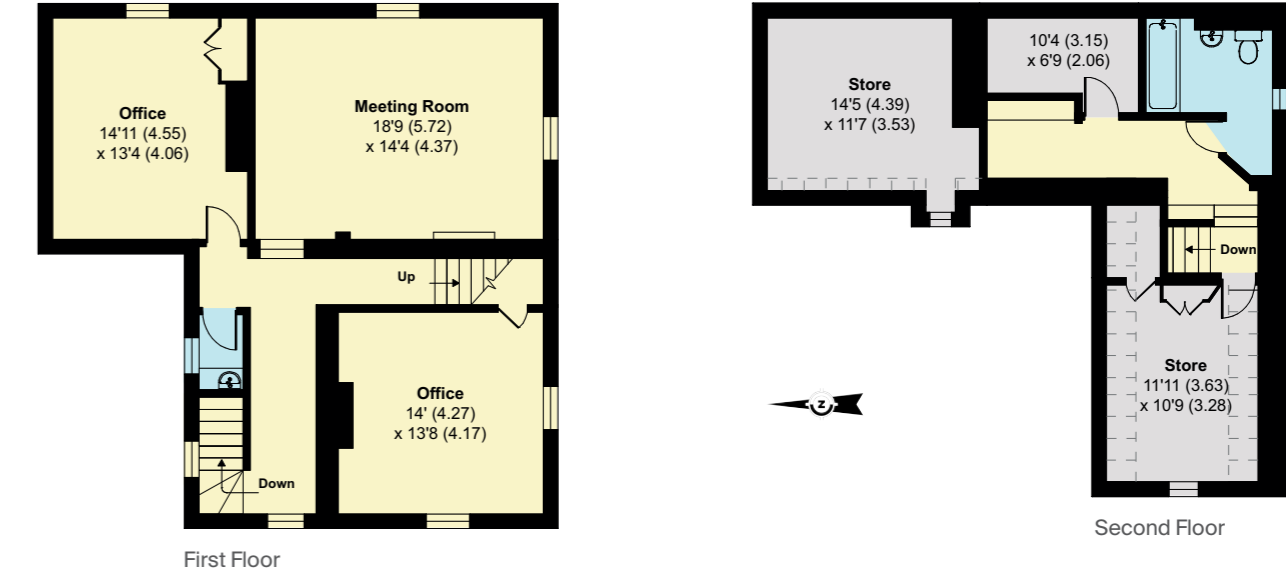 Office
14'11 (4.55)
x 13'4 (4.06)
Meeting Room
18'9 (5.72)
x 14'4 (4.37)
Up
Office
14' (4.27)
x 13'8 (4.17)
Down
First Floor
Store
14'5 (4.39)
x 11'7 (3.53)
10'4 (3.15)
x 6'9 (2.06)
Down
Store
11'11 (3.63)
x 10'9 (3.28)
N
Second Floor